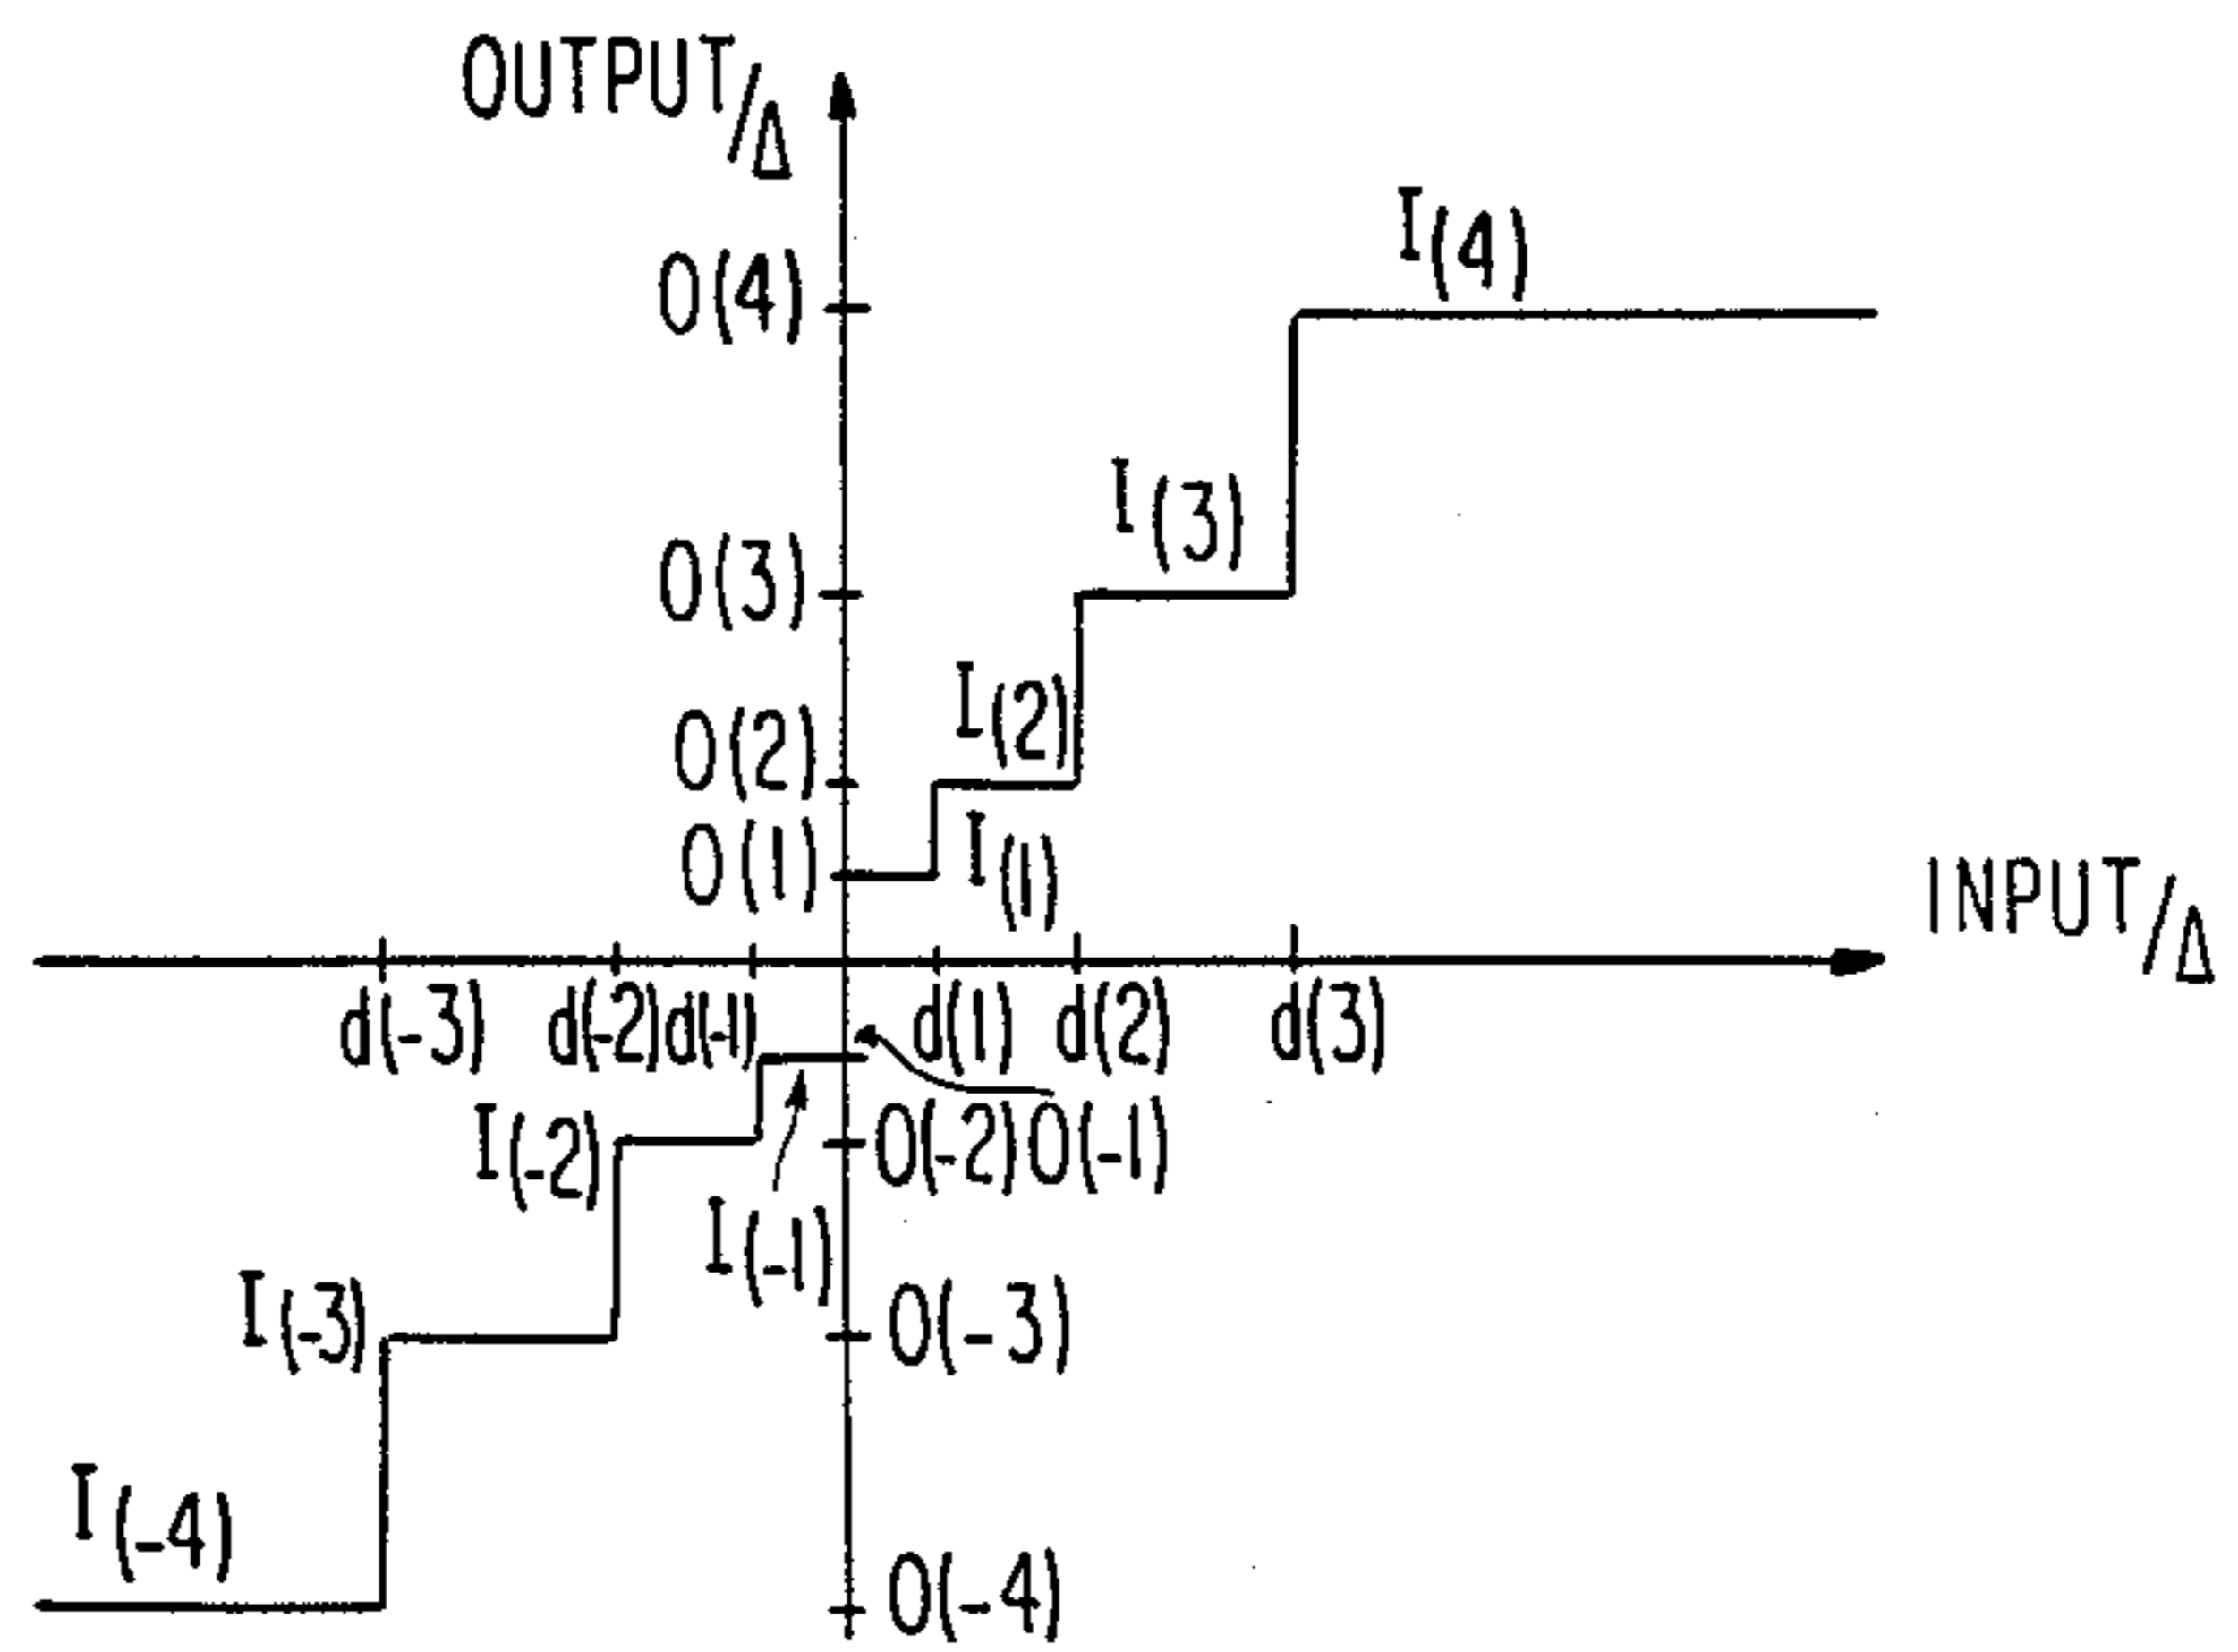 OUTPUT/Δ
I(4)
O(4)
I(3)
O(3)
I(2)
O(2)
O(1)
I(1)
INPUT/Δ
d(-3) d(-2) d(-1) d(1) d(2) d(3)
I(-2)
O(-2) O(-1)
I(-1)
I(-3)
O(-3)
I(-4)
O(-4)